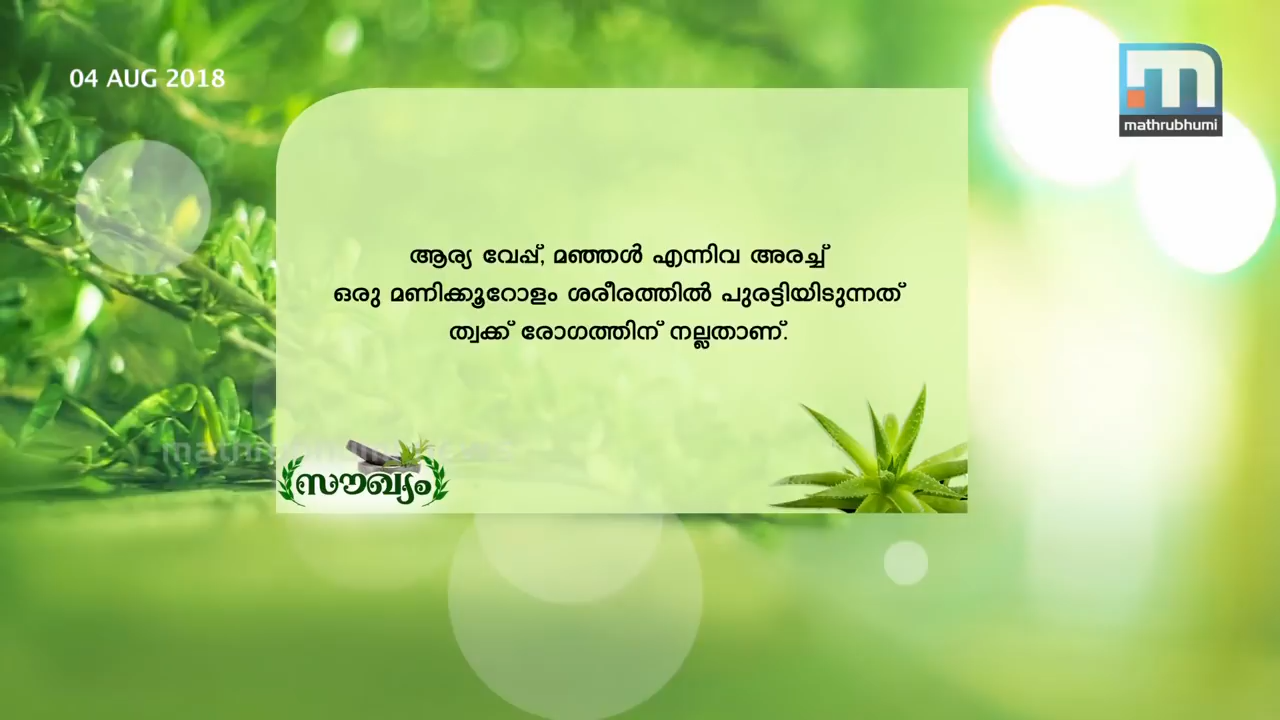 04 AUG 2018
mathrubhumi
ആര്യ വേപ്പ്, മഞ്ഞൾ എന്നിവ അരച്ച്
ഒരു മണിക്കൂറോളം ശരീരത്തിൽ പുരട്ടിയിടുന്നത്
ത്വക്ക് രോഗത്തിന് നല്ലതാണ്.
സൗഖ്യം